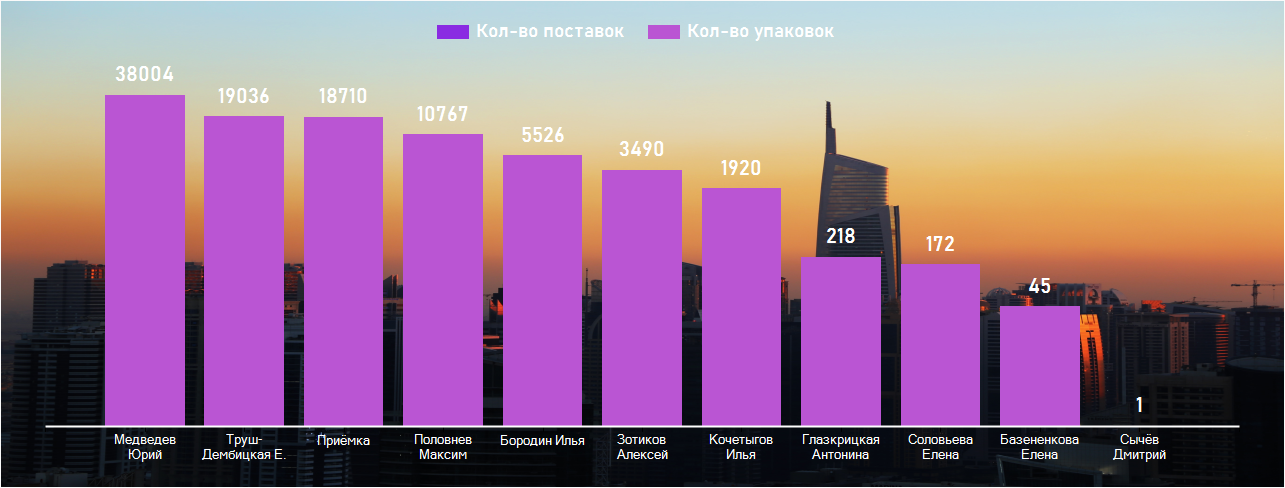 Кол-во поставок Кол-во упаковок
38004
19036
18710
10767
5526
3490
1920
218
172
45
1
Медведев
Юрий
Труш-
Дембицкая Е.
Приёмка
Половнев
Максим
Бородин Илья
Зотиков
Алексей
Кочетыгов
Илья
Глазкрицкая
Антонина
Соловьева
Елена
Базененкова
Елена
Сычёв
Дмитрий